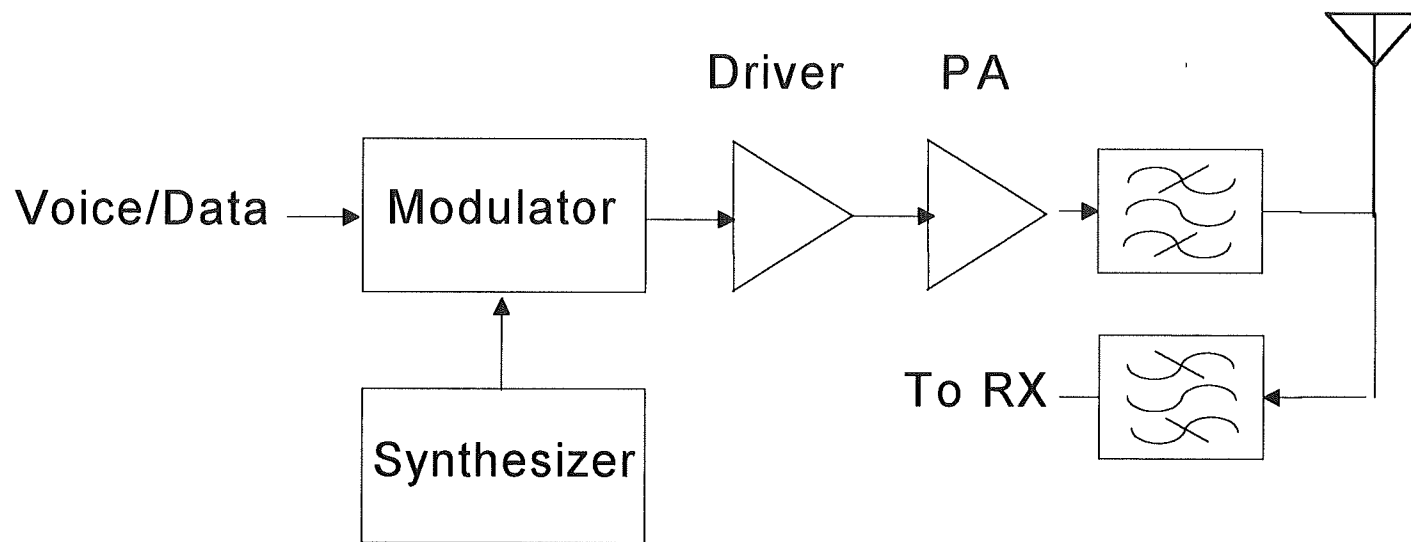 Driver
PA
Voice/Data
Modulator
To RX
Synthesizer